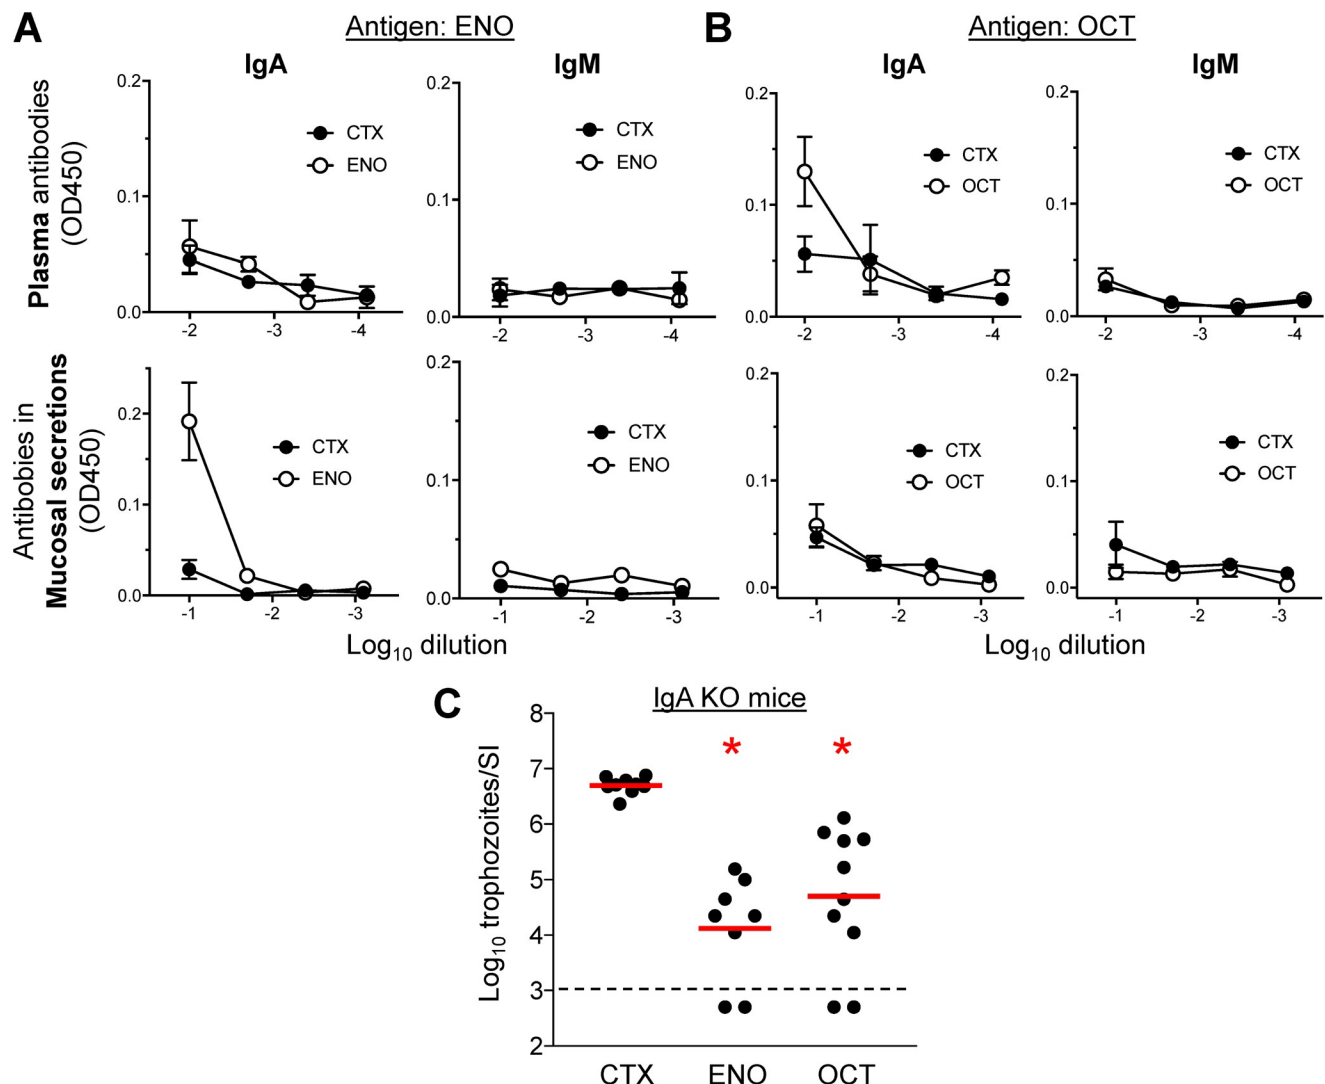 A
Antigen: ENO
B
Antigen: OCT
IgA
IgM
IgA
IgM
Plasma antibodies
(OD450)
0.2
0.1
0.0
-2
-3
-4
CTX
ENO
0.2
0.1
0.0
-2
-3
-4
CTX
ENO
0.2
0.1
0.0
-2
-3
-4
CTX
OCT
0.2
0.1
0.0
-2
-3
-4
CTX
OCT
Antibobies in
Mucosal secretions
(OD450)
0.2
0.1
0.0
-1
-2
-3
CTX
ENO
0.2
0.1
0.0
-1
-2
-3
CTX
ENO
0.2
0.1
0.0
-1
-2
-3
CTX
OCT
0.2
0.1
0.0
-1
-2
-3
CTX
OCT
Log10 dilution
Log10 dilution
C
IgA KO mice
Log10 trophozoites/SI
8
7
6
5
4
3
2
* *
CTX ENO OCT